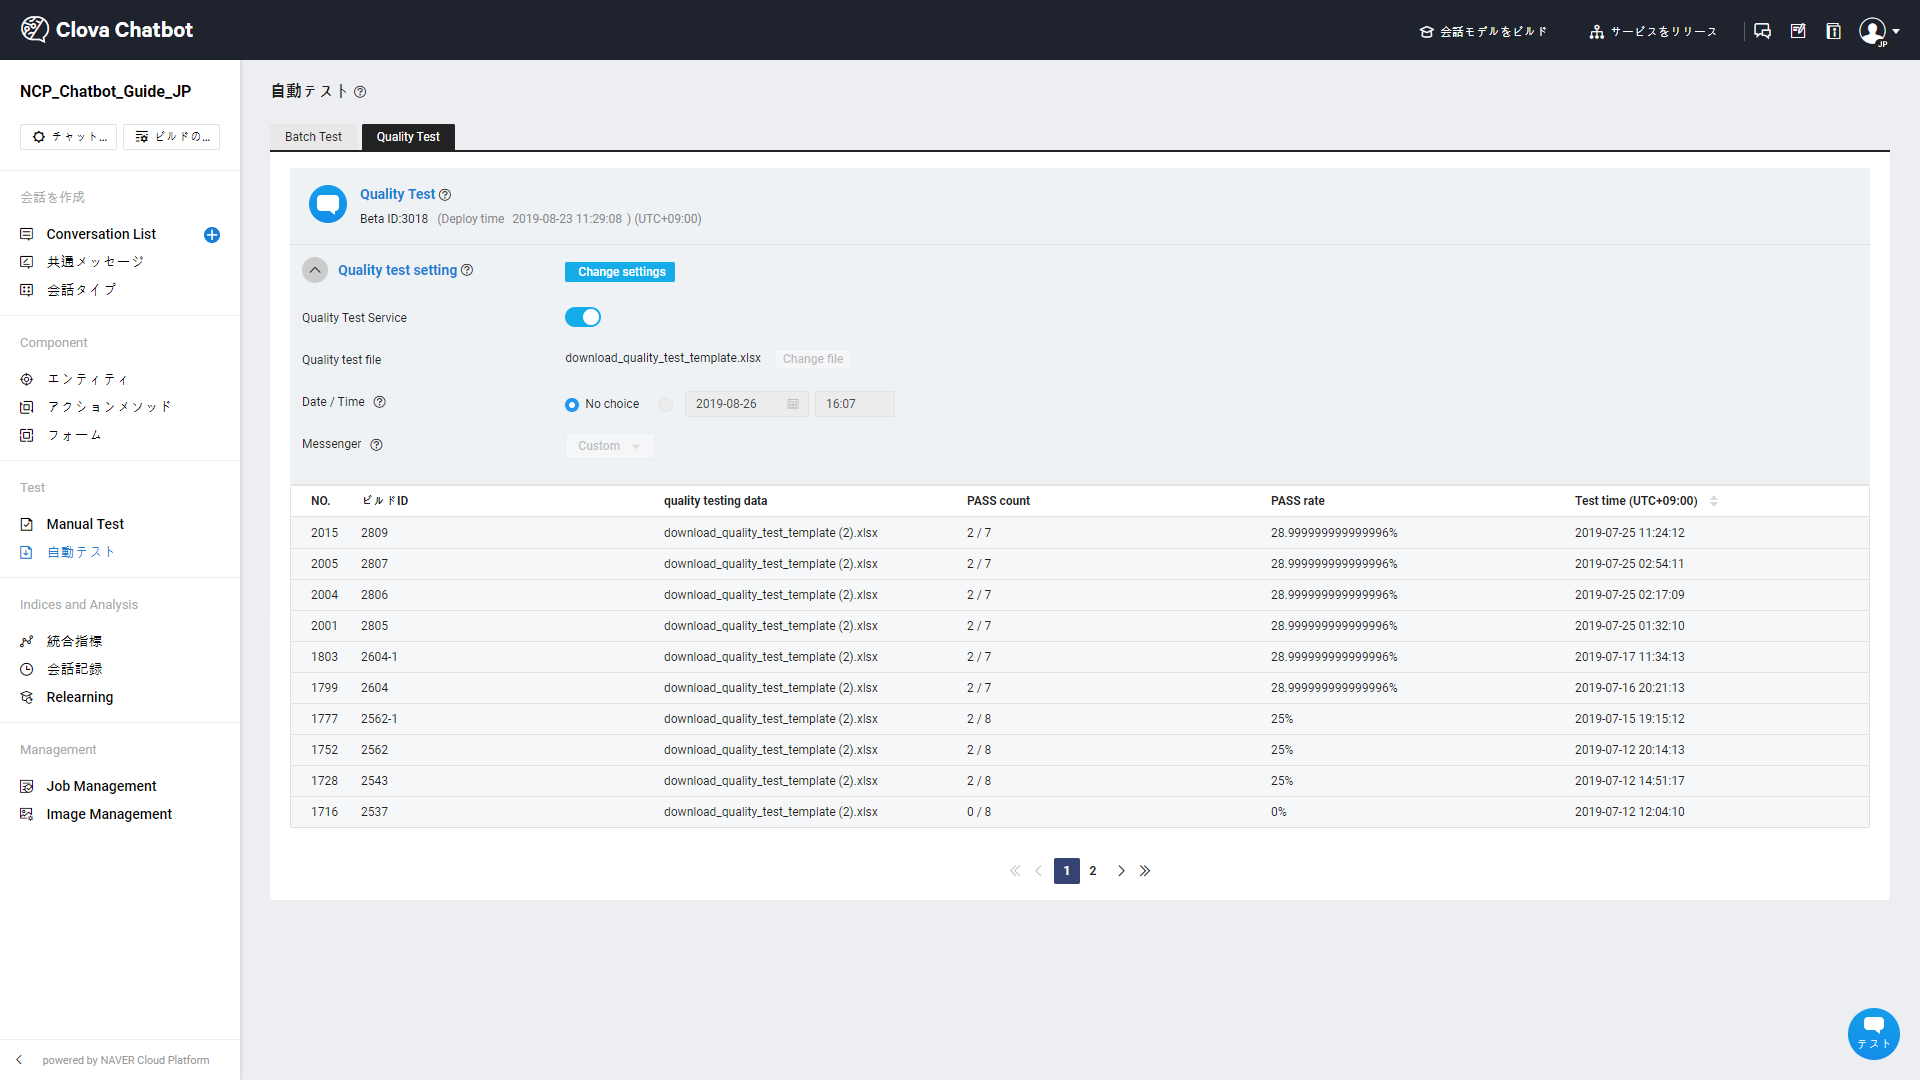 Clova Chatbot
会話モデルをビルド
サービスをリリース
JP
NCP_Chatbot_Guide_JP
チャット...
ビルドの...
会話を作成
Conversation List
共通メッセージ
会話タイプ
Component
エンティティ
アクションメソッド
フォーム
Test
Manual Test
自動テスト
Indices and Analysis
統合指標
会話記録
Relearning
Management
Job Management
Image Management
powered by NAVER Cloud Platform
自動テスト
Batch Test
Quality Test
Quality Test
Beta ID:3018 (Deploy time 2019-08-23 11:29:08 ) (UTC+09:00)
Quality test setting
Change settings
Quality Test Service
Quality test file
download_quality_test_template.xlsx
Change file
Date / Time
No choice
2019-08-26
16:07
Messenger
Custom
NO. ビルドID quality testing data PASS count PASS rate Test time (UTC+09:00)
2015 2809 download_quality_test_template (2).xlsx 2 / 7 28.999999999999996% 2019-07-25 11:24:12
2005 2807 download_quality_test_template (2).xlsx 2 / 7 28.999999999999996% 2019-07-25 02:54:11
2004 2806 download_quality_test_template (2).xlsx 2 / 7 28.999999999999996% 2019-07-25 02:17:09
2001 2805 download_quality_test_template (2).xlsx 2 / 7 28.999999999999996% 2019-07-25 01:32:10
1803 2604-1 download_quality_test_template (2).xlsx 2 / 7 28.999999999999996% 2019-07-17 11:34:13
1799 2604 download_quality_test_template (2).xlsx 2 / 7 28.999999999999996% 2019-07-16 20:21:13
1777 2562-1 download_quality_test_template (2).xlsx 2 / 8 25% 2019-07-15 19:15:12
1752 2562 download_quality_test_template (2).xlsx 2 / 8 25% 2019-07-12 20:14:13
1728 2543 download_quality_test_template (2).xlsx 2 / 8 25% 2019-07-12 14:51:17
1716 2537 download_quality_test_template (2).xlsx 0 / 8 0% 2019-07-12 12:04:10
1 2
テスト